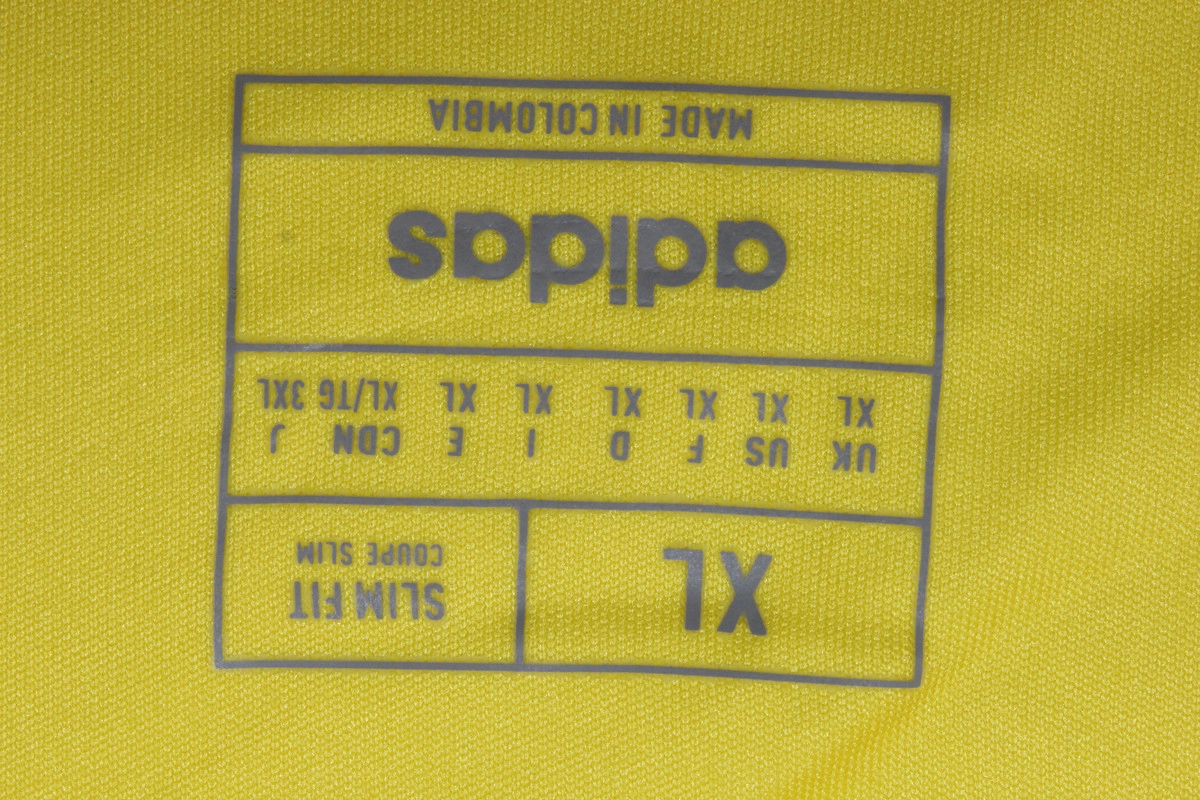 XL
SLIM FIT
COUPE SLIM
UK US F D I E CDN J
XL XL XL XL XL XL XL/TG 3XL
adidas
MADE IN COLOMBIA